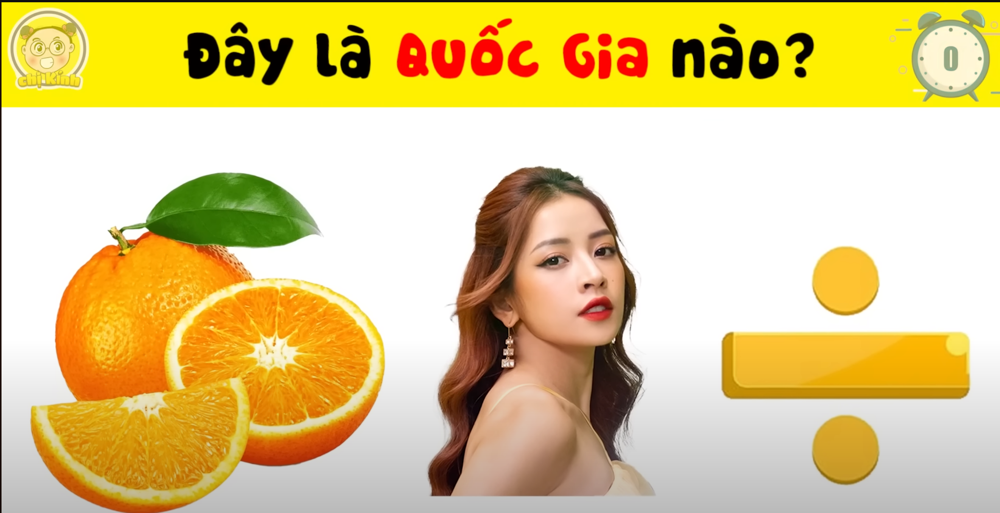 Đây là Quốc Gia nào?
chị Kính
0